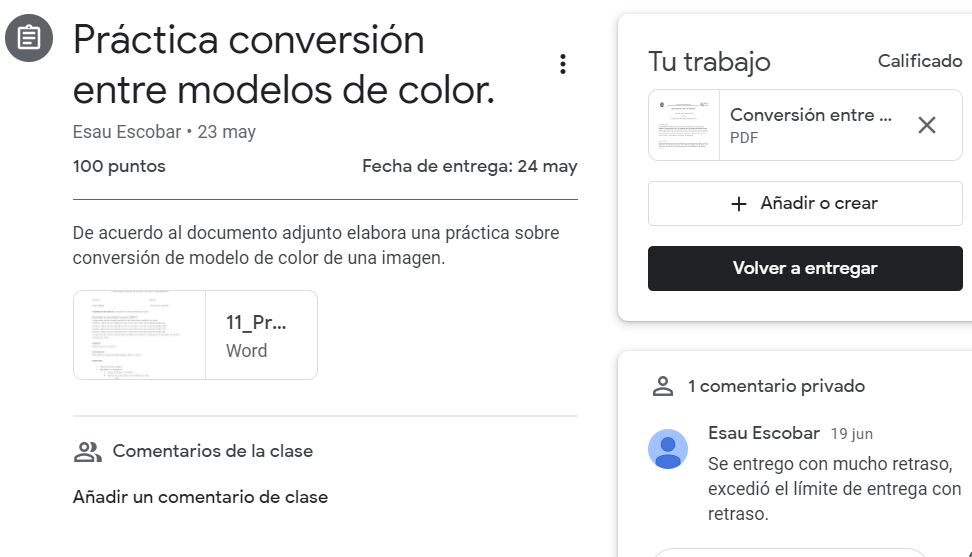 Práctica conversión
entre modelos de color.
Esau Escobar • 23 may
100 puntos
Fecha de entrega: 24 may
De acuerdo al documento adjunto elabora una práctica sobre
conversión de modelo de color de una imagen.
11_Pr...
Word
Comentarios de la clase
Añadir un comentario de clase
Tu trabajo
Calificado
Conversión entre ...
PDF
Añadir o crear
Volver a entregar
1 comentario privado
Esau Escobar 19 jun
Se entrego con mucho retraso,
excedió el límite de entrega con
retraso.